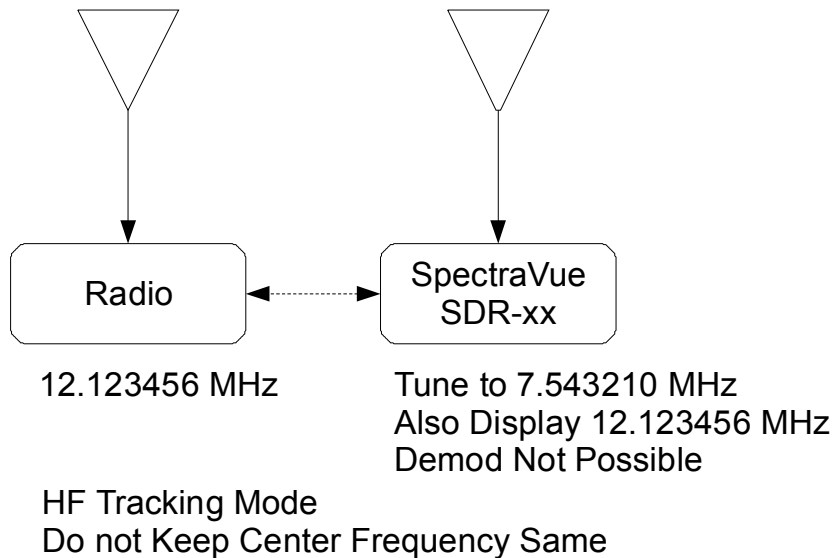 Radio
SpectraVue
SDR-xx
12.123456 MHz
Tune to 7.543210 MHz
Also Display 12.123456 MHz
Demod Not Possible
HF Tracking Mode
Do not Keep Center Frequency Same